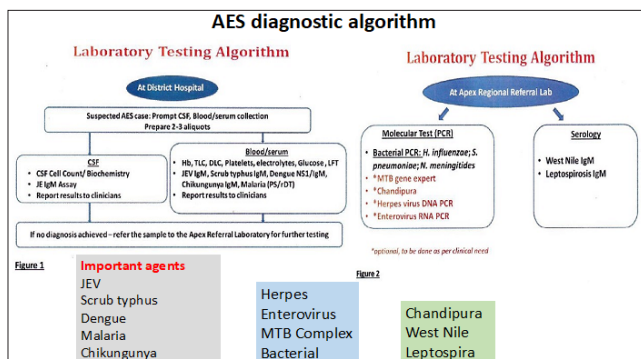 AES diagnostic algorithm
Laboratory Testing Algorithm
At District Hospital
Suspected AES case: Prompt CSF, Blood/serum collection
Prepare 2-3 aliquots
CSF
• CSF Cell Count/ Biochemistry
• JE IgM Assay
• Report results to clinicians
Blood/serum
• Hb, TLC, DLC, Platelets, electrolytes, Glucose, LFT
• JEV IgM, Scrub typhus IgM, Dengue NS1/IgM,
Chikungunya IgM, Malaria (PS/rDT)
• Report results to clinicians
If no diagnosis achieved – refer the sample to the Apex Referral Laboratory for further testing
Figure 1
Laboratory Testing Algorithm
At Apex Regional Referral Lab
Molecular Test (PCR)
• Bacterial PCR: H. influenzae; S.
pneumoniae; N. meningitides
• *MTB gene expert
• *Chandipura
• *Herpes virus DNA PCR
• *Enterovirus RNA PCR
Serology
• West Nile IgM
• Leptospirosis IgM
*optional, to be done as per clinical need
Figure 2
Important agents
JEV
Scrub typhus
Dengue
Malaria
Chikungunya
Herpes
Enterovirus
MTB Complex
Bacterial
Chandipura
West Nile
Leptospira